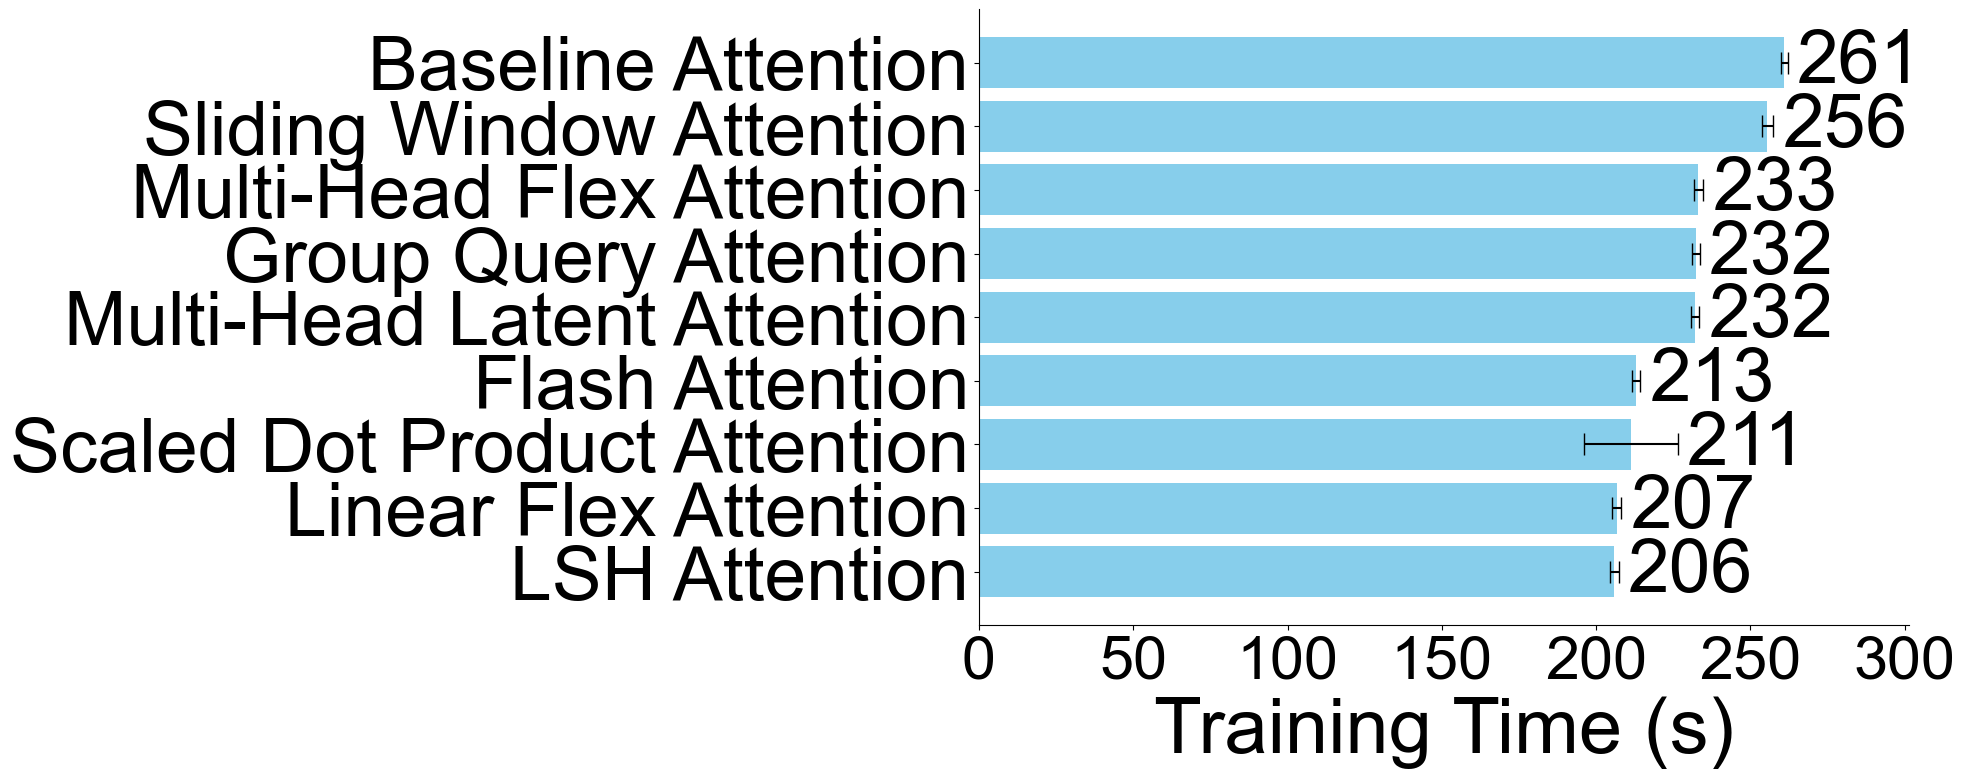 Baseline Attention 261
Sliding Window Attention 256
Multi-Head Flex Attention 233
Group Query Attention 232
Multi-Head Latent Attention 232
Flash Attention 213
Scaled Dot Product Attention 211
Linear Flex Attention 207
LSH Attention 206
0 50 100 150 200 250 300
Training Time (s)